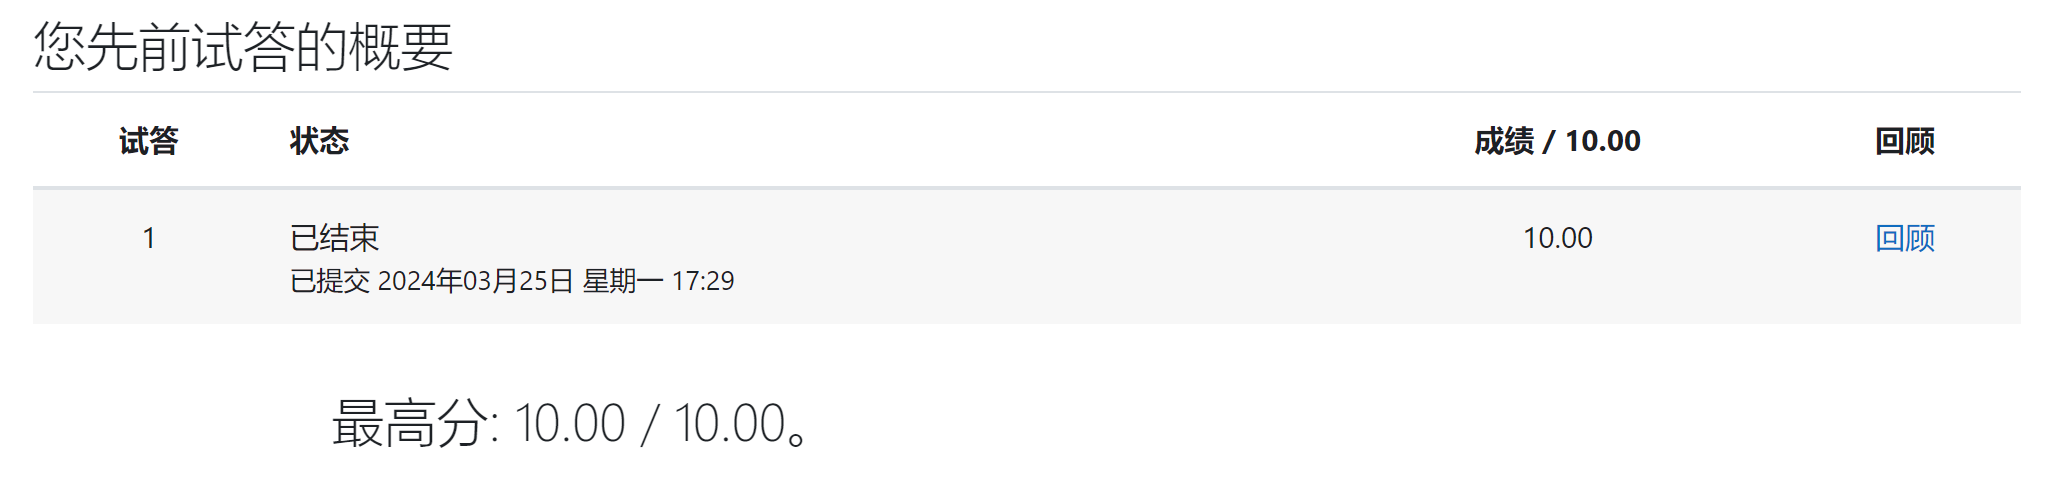 您先前试答的概要
试答 状态 成绩 / 10.00 回顾
1 已结束 10.00 回顾
已提交 2024年03月25日 星期一 17:29
最高分: 10.00 / 10.00。